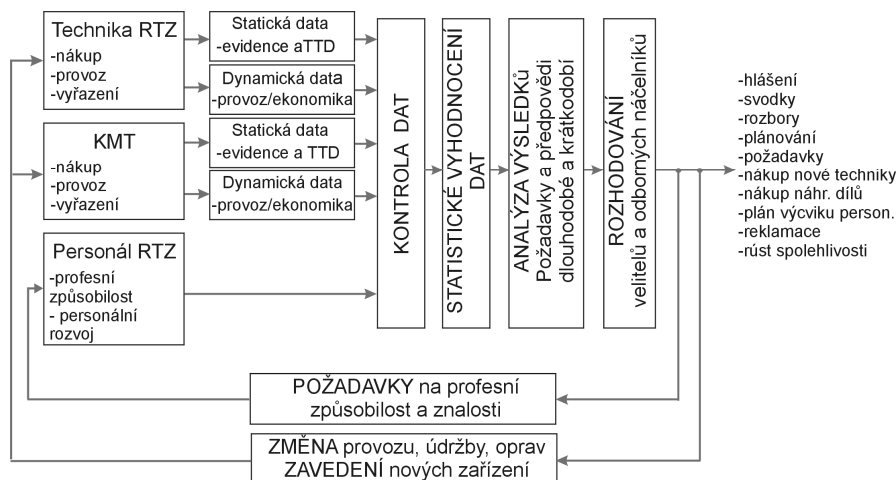 Technika RTZ
-nákup
-provoz
-vyřazení
Statická data
-evidence aTTD
Dynamická data
-provoz/ekonomika
KMT
-nákup
-provoz
-vyřazení
Statická data
-evidence a TTD
Dynamická data
-provoz/ekonomika
Personál RTZ
-profesní
způsobilost
- personální
rozvoj
KONTROLA DAT
STATISTICKÉ VYHODNOCENÍ
DAT
ANALÝZA VÝSLEDKů
Požadavky a předpovědi
dlouhodobé a krátkodobí
ROZHODOVÁNÍ
velitelů a odborných náčelníků
-hlášení
-svodky
-rozbory
-plánování
-požadavky
-nákup nové techniky
-nákup náhr. dílů
-plán výcviku person.
-reklamace
-rúst spolehlivosti
POŽADAVKY na profesní
způsobilost a znalosti
ZMĚNA provozu, údržby, oprav
ZAVEDENÍ nových zařízení